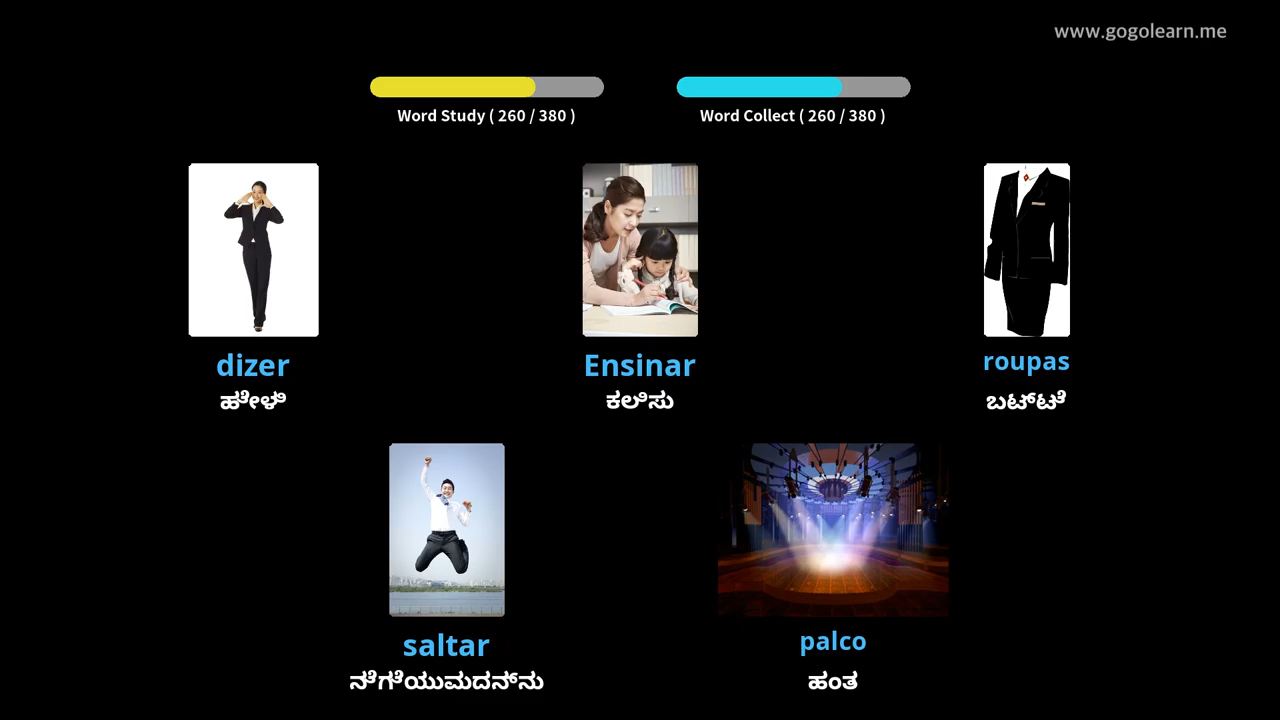 www.gogolearn.me
Word Study ( 260 / 380 )
Word Collect ( 260 / 380 )
dizer
Ensinar
roupas
ಹೇಳಿ
ಕಲಿಸು
ಬಟ್ಟೆ
saltar
palco
ನೆಗೆಯುಮದನ್ನು
ಹಂತ